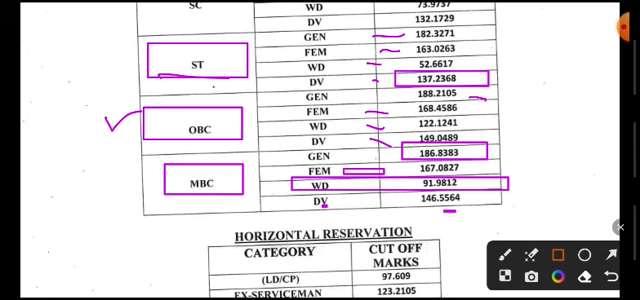 SC
WD 73.9737
DV 132.1729
GEN 182.3271
FEM 163.0263
ST
WD 52.6617
DV 137.2368
GEN 188.2105
FEM 168.4586
OBC
WD 122.1241
DV 149.0489
GEN 186.8383
FEM 167.0827
MBC
WD 91.9812
DV 146.5564
HORIZONTAL RESERVATION
CATEGORY CUT OFF MARKS
(LD/CP) 97.609
EX-SERVICEMAN 123.2105